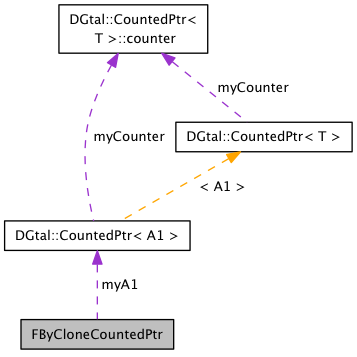 DGtal::CountedPtr<
T >::counter
myCounter
DGtal::CountedPtr< T >
myCounter
< A1 >
DGtal::CountedPtr< A1 >
myA1
FByCloneCountedPtr